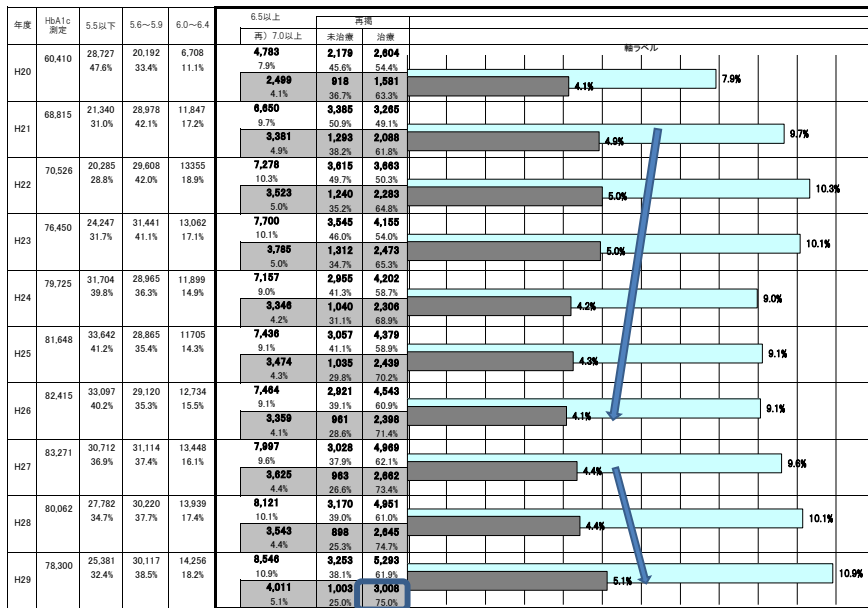 年度 HbA1c測定 5.5以下 5.6～5.9 6.0～6.4 6.5以上 再掲
再）7.0以上 未治療 治療
軸ラベル
H20 60,410 28,727 20,192 6,708 4,783 2,179 2,604
47.6% 33.4% 11.1% 7.9% 45.6% 54.4%
2,499 918 1,581
4.1% 36.7% 63.3%
4.1% 7.9%
H21 68,815 21,340 28,978 11,847 6,650 3,385 3,265
31.0% 42.1% 17.2% 9.7% 50.9% 49.1%
3,381 1,293 2,088
4.9% 38.2% 61.8%
4.9% 9.7%
H22 70,526 20,285 29,608 13355 7,278 3,615 3,663
28.8% 42.0% 18.9% 10.3% 49.7% 50.3%
3,523 1,240 2,283
5.0% 35.2% 64.8%
5.0% 10.3%
H23 76,450 24,247 31,441 13,062 7,700 3,545 4,155
31.7% 41.1% 17.1% 10.1% 46.0% 54.0%
3,785 1,312 2,473
5.0% 34.7% 65.3%
5.0% 10.1%
H24 79,725 31,704 28,965 11,899 7,157 2,955 4,202
39.8% 36.3% 14.9% 9.0% 41.3% 58.7%
3,346 1,040 2,306
4.2% 31.1% 68.9%
4.2% 9.0%
H25 81,648 33,642 28,865 11705 7,436 3,057 4,379
41.2% 35.4% 14.3% 9.1% 41.1% 58.9%
3,474 1,035 2,439
4.3% 29.8% 70.2%
4.3% 9.1%
H26 82,415 33,097 29,120 12,734 7,464 2,921 4,543
40.2% 35.3% 15.5% 9.1% 39.1% 60.9%
3,359 961 2,398
4.1% 28.6% 71.4%
4.1% 9.1%
H27 83,271 30,712 31,114 13,448 7,997 3,028 4,969
36.9% 37.4% 16.1% 9.6% 37.9% 62.1%
3,625 963 2,662
4.4% 26.6% 73.4%
4.4% 9.6%
H28 80,062 27,782 30,220 13,939 8,121 3,170 4,951
34.7% 37.7% 17.4% 10.1% 39.0% 61.0%
3,543 898 2,645
4.4% 25.3% 74.7%
4.4% 10.1%
H29 78,300 25,381 30,117 14,256 8,546 3,253 5,293
32.4% 38.5% 18.2% 10.9% 38.1% 61.9%
4,011 1,003 3,008
5.1% 25.0% 75.0%
5.1% 10.9%